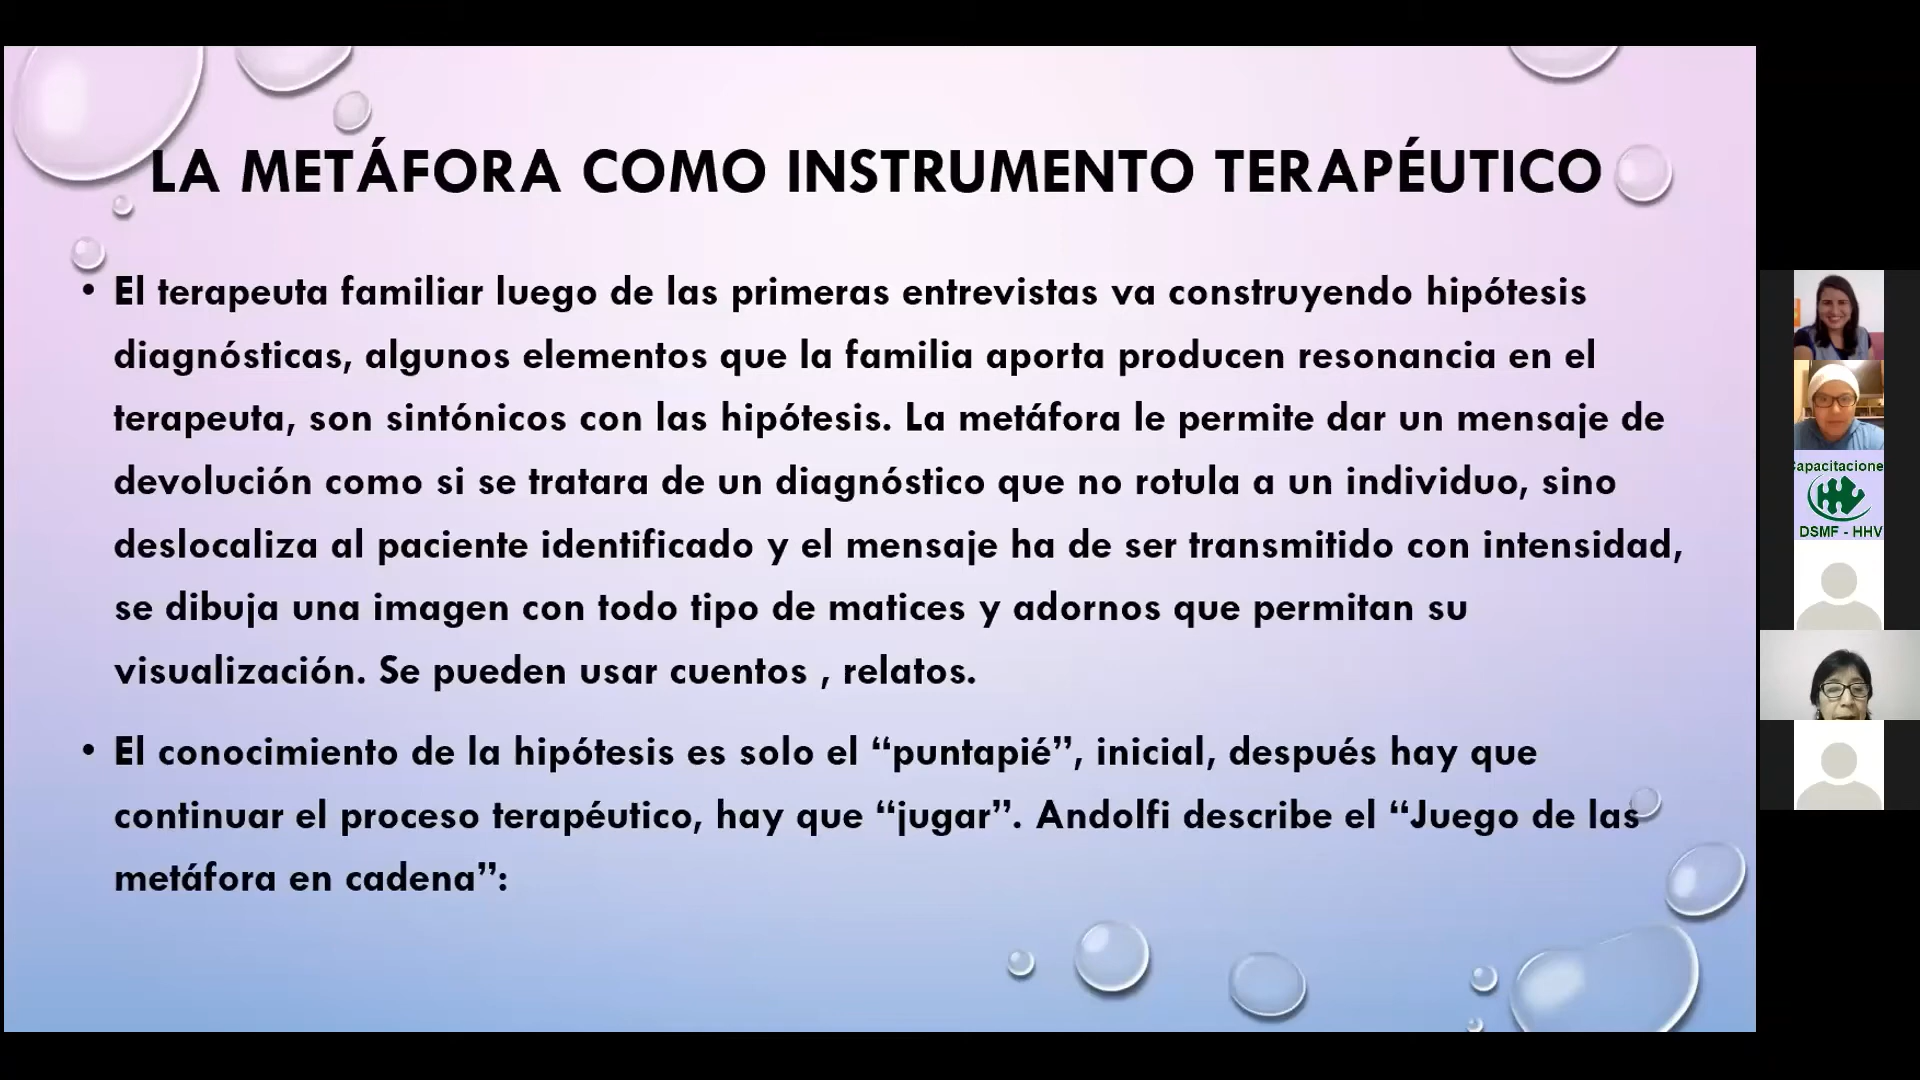 LA METÁFORA COMO INSTRUMENTO TERAPÉUTICO
• El terapeuta familiar luego de las primeras entrevistas va construyendo hipótesis
diagnósticas, algunos elementos que la familia aporta producen resonancia en el
terapeuta, son sintónicos con las hipótesis. La metáfora le permite dar un mensaje de
devolución como si se tratara de un diagnóstico que no rotula a un individuo, sino
deslocaliza al paciente identificado y el mensaje ha de ser transmitido con intensidad,
se dibuja una imagen con todo tipo de matices y adornos que permitan su
visualización. Se pueden usar cuentos , relatos.
• El conocimiento de la hipótesis es solo el “puntapié”, inicial, después hay que
continuar el proceso terapéutico, hay que “jugar”. Andolfi describe el “Juego de las
metáfora en cadena”:
apacitacione
DSMF - HHV